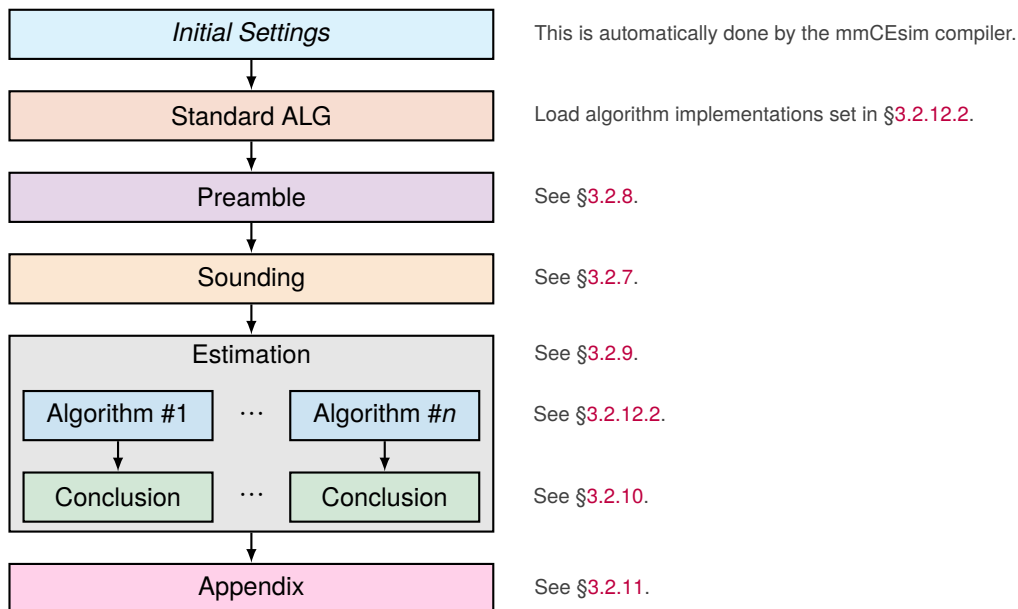 Initial Settings This is automatically done by the mmCEsim compiler.
Standard ALG Load algorithm implementations set in §3.2.12.2.
Preamble See §3.2.8.
Sounding See §3.2.7.
Estimation See §3.2.9.
Algorithm #1 ⋯ Algorithm #n See §3.2.12.2.
Conclusion ⋯ Conclusion See §3.2.10.
Appendix See §3.2.11.